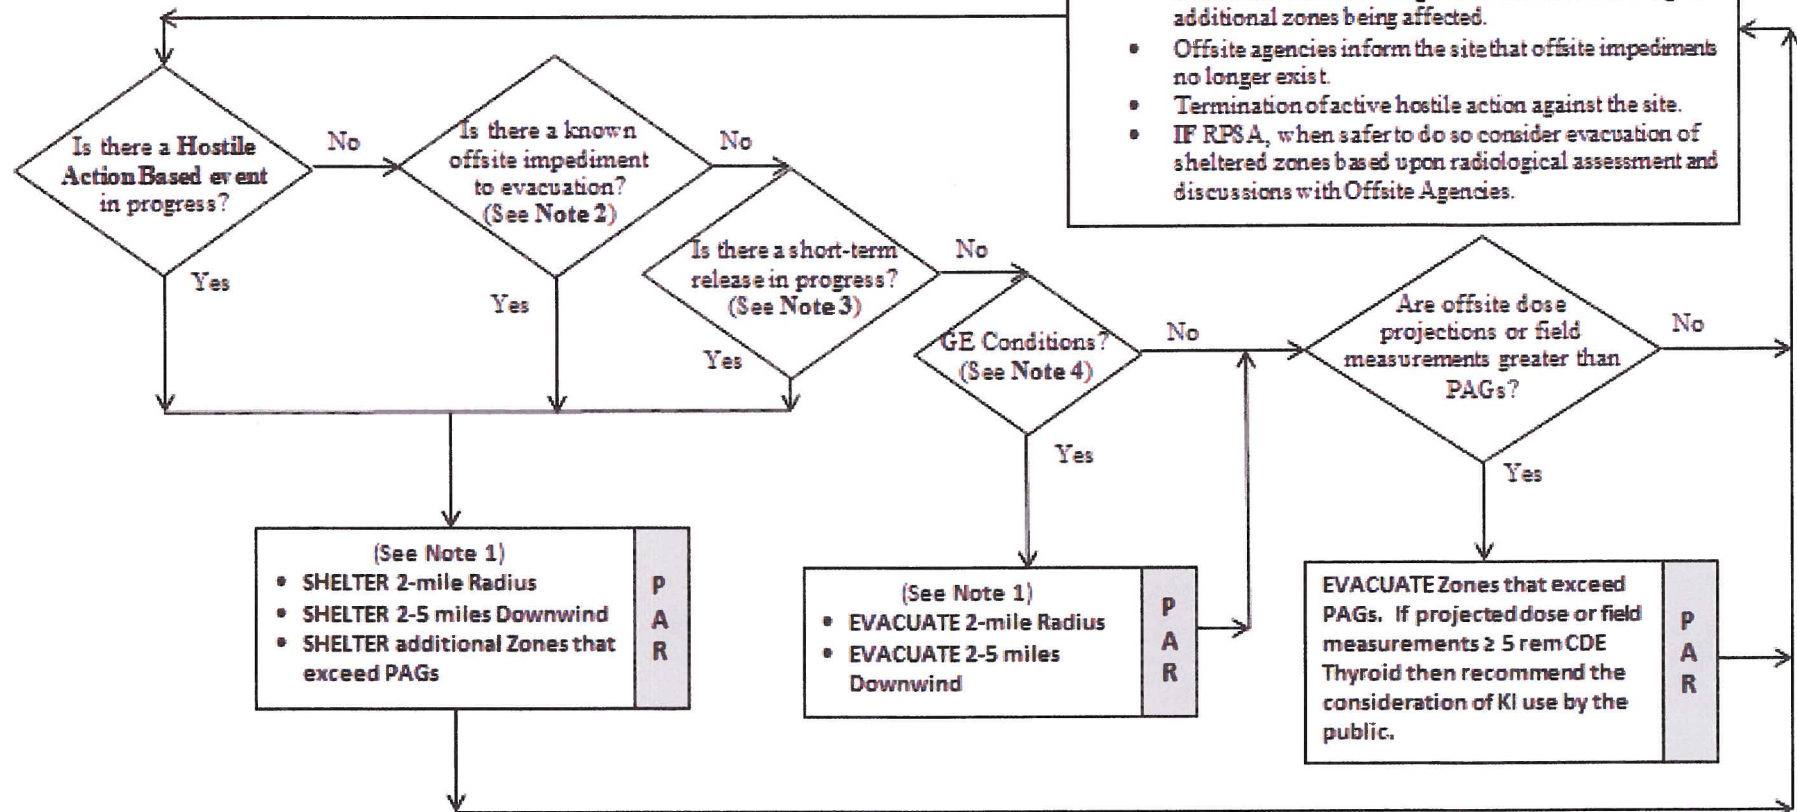 additional zones being affected.
• Offsite agencies inform the site that offsite impediments
no longer exist.
• Termination of active hostile action against the site.
• IF RPSA, when safer to do so consider evacuation of
sheltered zones based upon radiological assessment and
discussions with Offsite Agencies.
Is there a Hostile
Action Based event
in progress?
No
Yes
Is there a known
offsite impediment
to evacuation?
(See Note 2)
No
Yes
Is there a short-term
release in progress?
(See Note 3)
No
Yes
GE Conditions?
(See Note 4)
No
Yes
Are offsite dose
projections or field
measurements greater than
PAGs?
No
Yes
(See Note 1)
• SHELTER 2-mile Radius
• SHELTER 2-5 miles Downwind
• SHELTER additional Zones that
exceed PAGs
P
A
R
(See Note 1)
• EVACUATE 2-mile Radius
• EVACUATE 2-5 miles
Downwind
P
A
R
EVACUATE Zones that exceed
PAGs. If projected dose or field
measurements ≥ 5 rem CDE
Thyroid then recommend the
consideration of KI use by the
public.
P
A
R